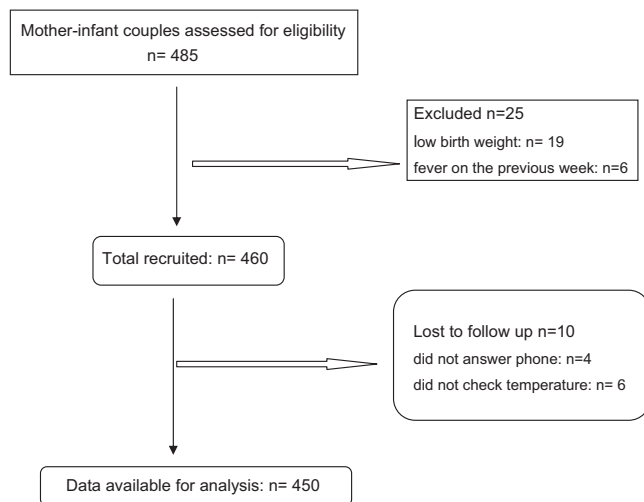 Mother-infant couples assessed for eligibility
n= 485
Excluded n=25
low birth weight: n= 19
fever on the previous week: n=6
Total recruited: n= 460
Lost to follow up n=10
did not answer phone: n=4
did not check temperature: n= 6
Data available for analysis: n= 450